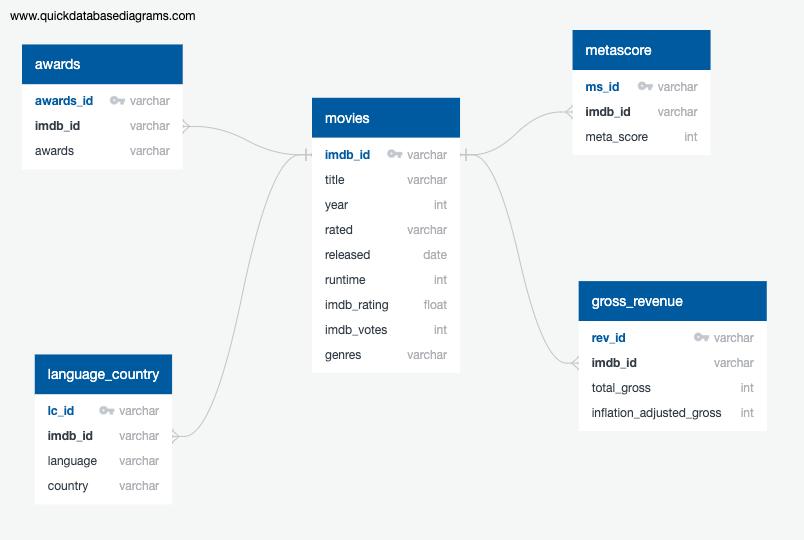 www.quickdatabasediagrams.com
awards
awards_id varchar
imdb_id varchar
awards varchar
movies
imdb_id varchar
title varchar
year int
rated varchar
released date
runtime int
imdb_rating float
imdb_votes int
genres varchar
metascore
ms_id varchar
imdb_id varchar
meta_score int
language_country
lc_id varchar
imdb_id varchar
language varchar
country varchar
gross_revenue
rev_id varchar
imdb_id varchar
total_gross int
inflation_adjusted_gross int